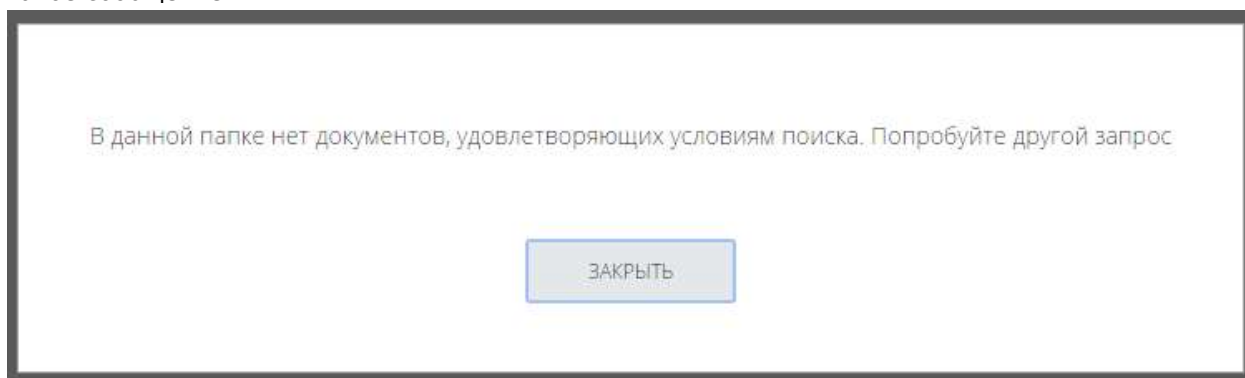 В данной папке нет документов, удовлетворяющих условиям поиска. Попробуйте другой запрос
ЗАКРЫТЬ